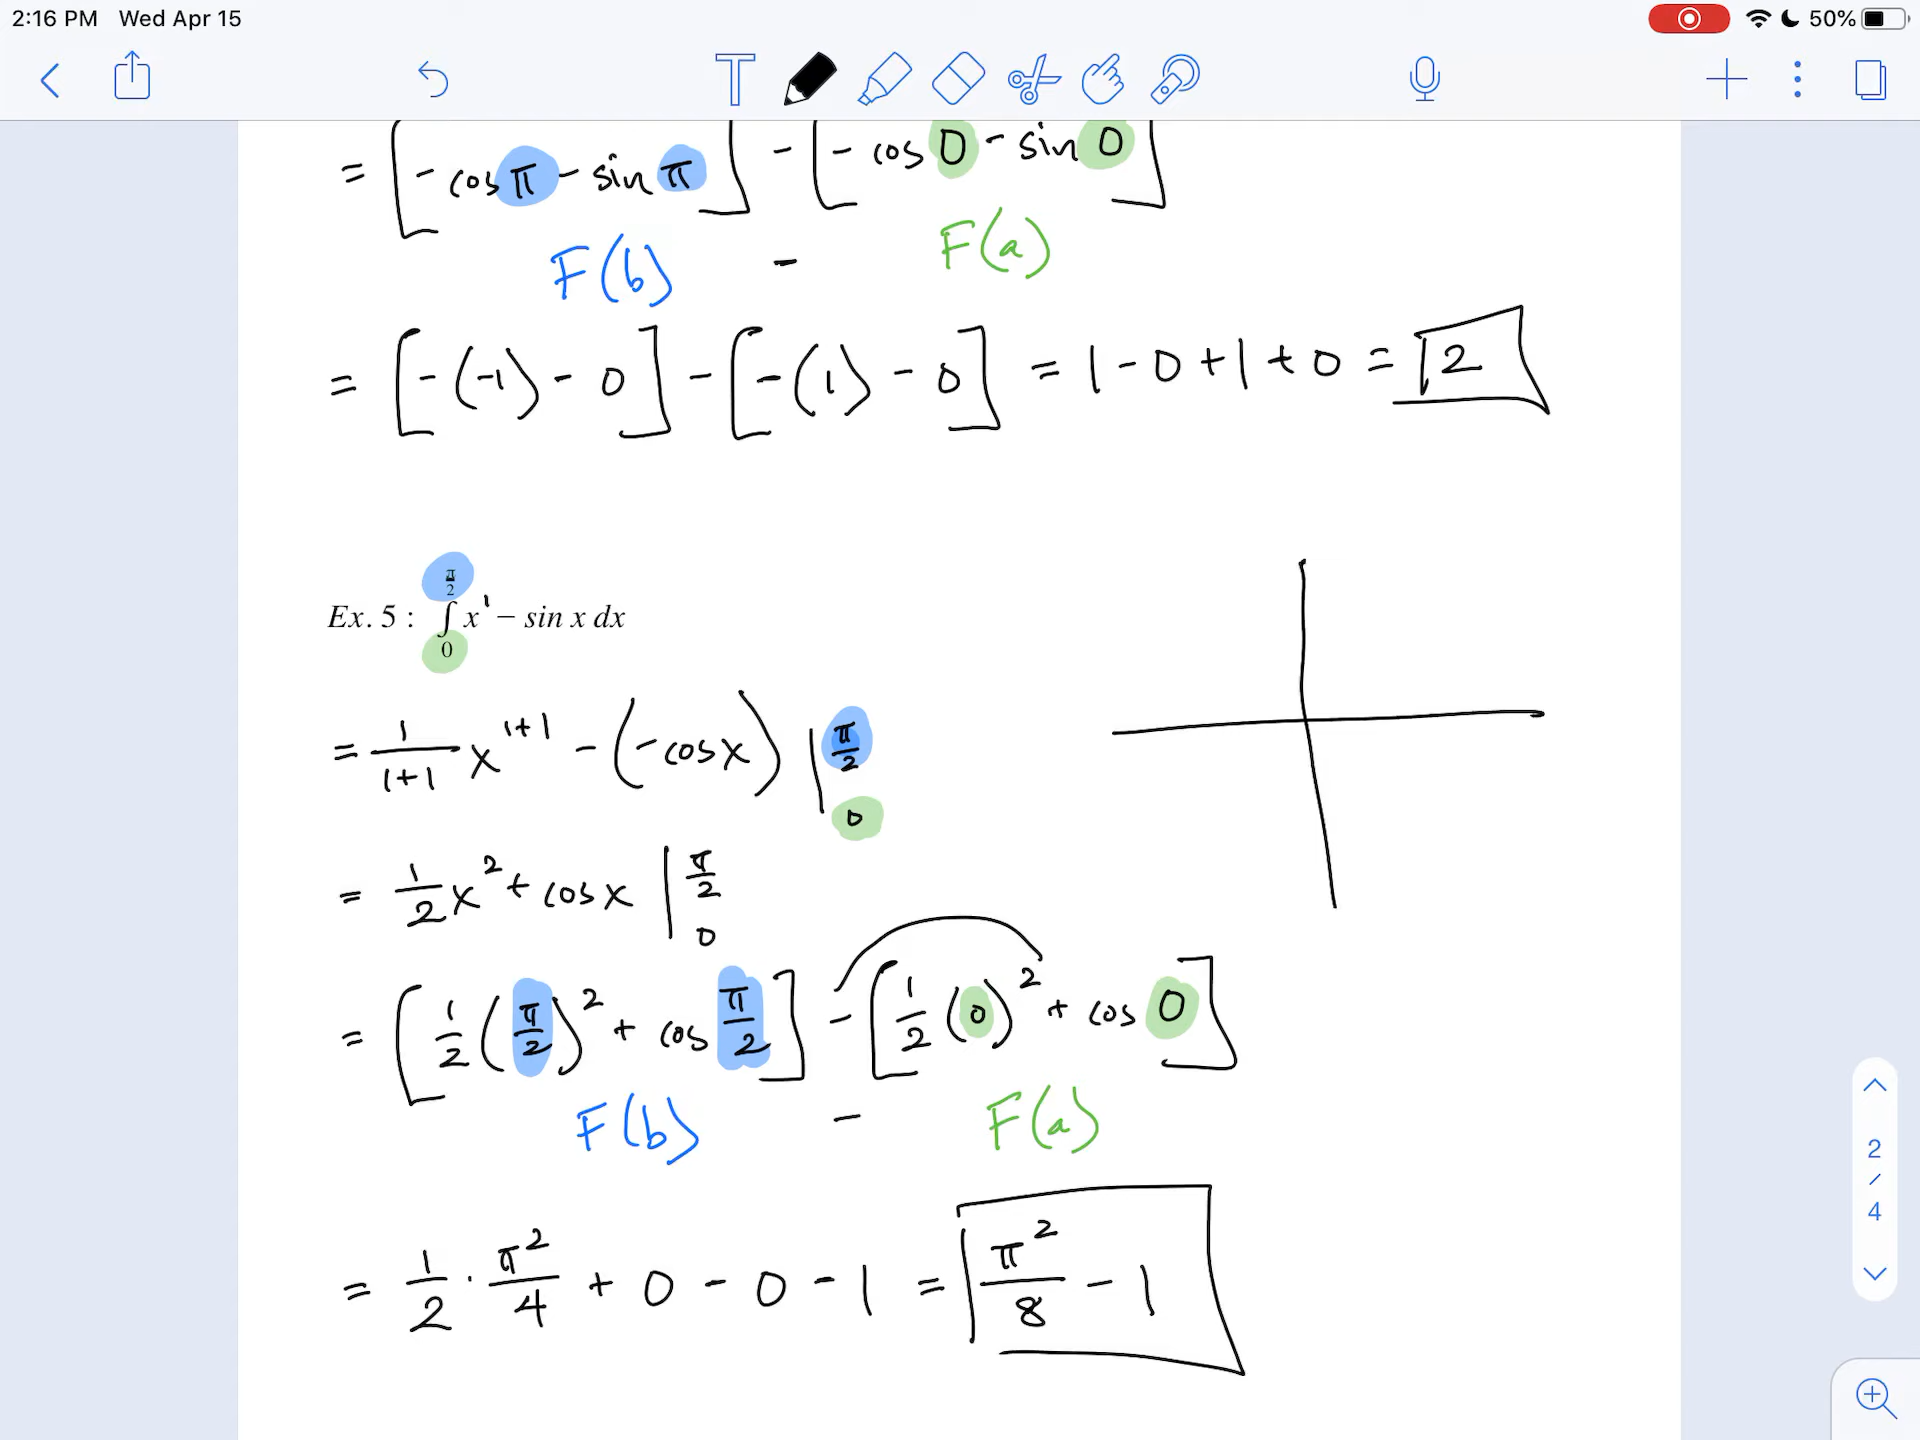 2:16 PM Wed Apr 15 50%
T
= [- cos π - sin π] - [- cos 0 - sin 0]
F(b) - F(a)
= [-(-1) - 0] - [-(1) - 0] = 1 - 0 + 1 + 0 = 2
Ex. 5 : ∫₀^(π/2) x¹ − sin x dx
= 1/(1+1) x^(1+1) - (-cos x) |₀^(π/2)
= 1/2 x² + cos x |₀^(π/2)
= [1/2 (π/2)² + cos π/2] - [1/2 (0)² + cos 0]
F(b) - F(a)
= 1/2 · π²/4 + 0 - 0 - 1 = π²/8 - 1
2
/
4